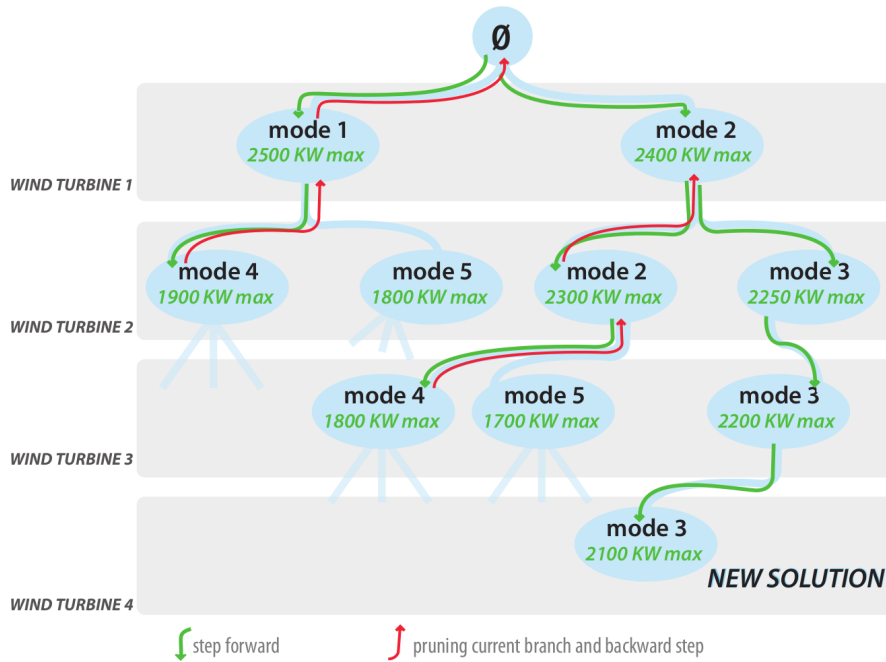 Ø
mode 1
2500 KW max
mode 2
2400 KW max
WIND TURBINE 1
mode 4
1900 KW max
mode 5
1800 KW max
mode 2
2300 KW max
mode 3
2250 KW max
WIND TURBINE 2
mode 4
1800 KW max
mode 5
1700 KW max
mode 3
2200 KW max
WIND TURBINE 3
mode 3
2100 KW max
NEW SOLUTION
WIND TURBINE 4
step forward
pruning current branch and backward step